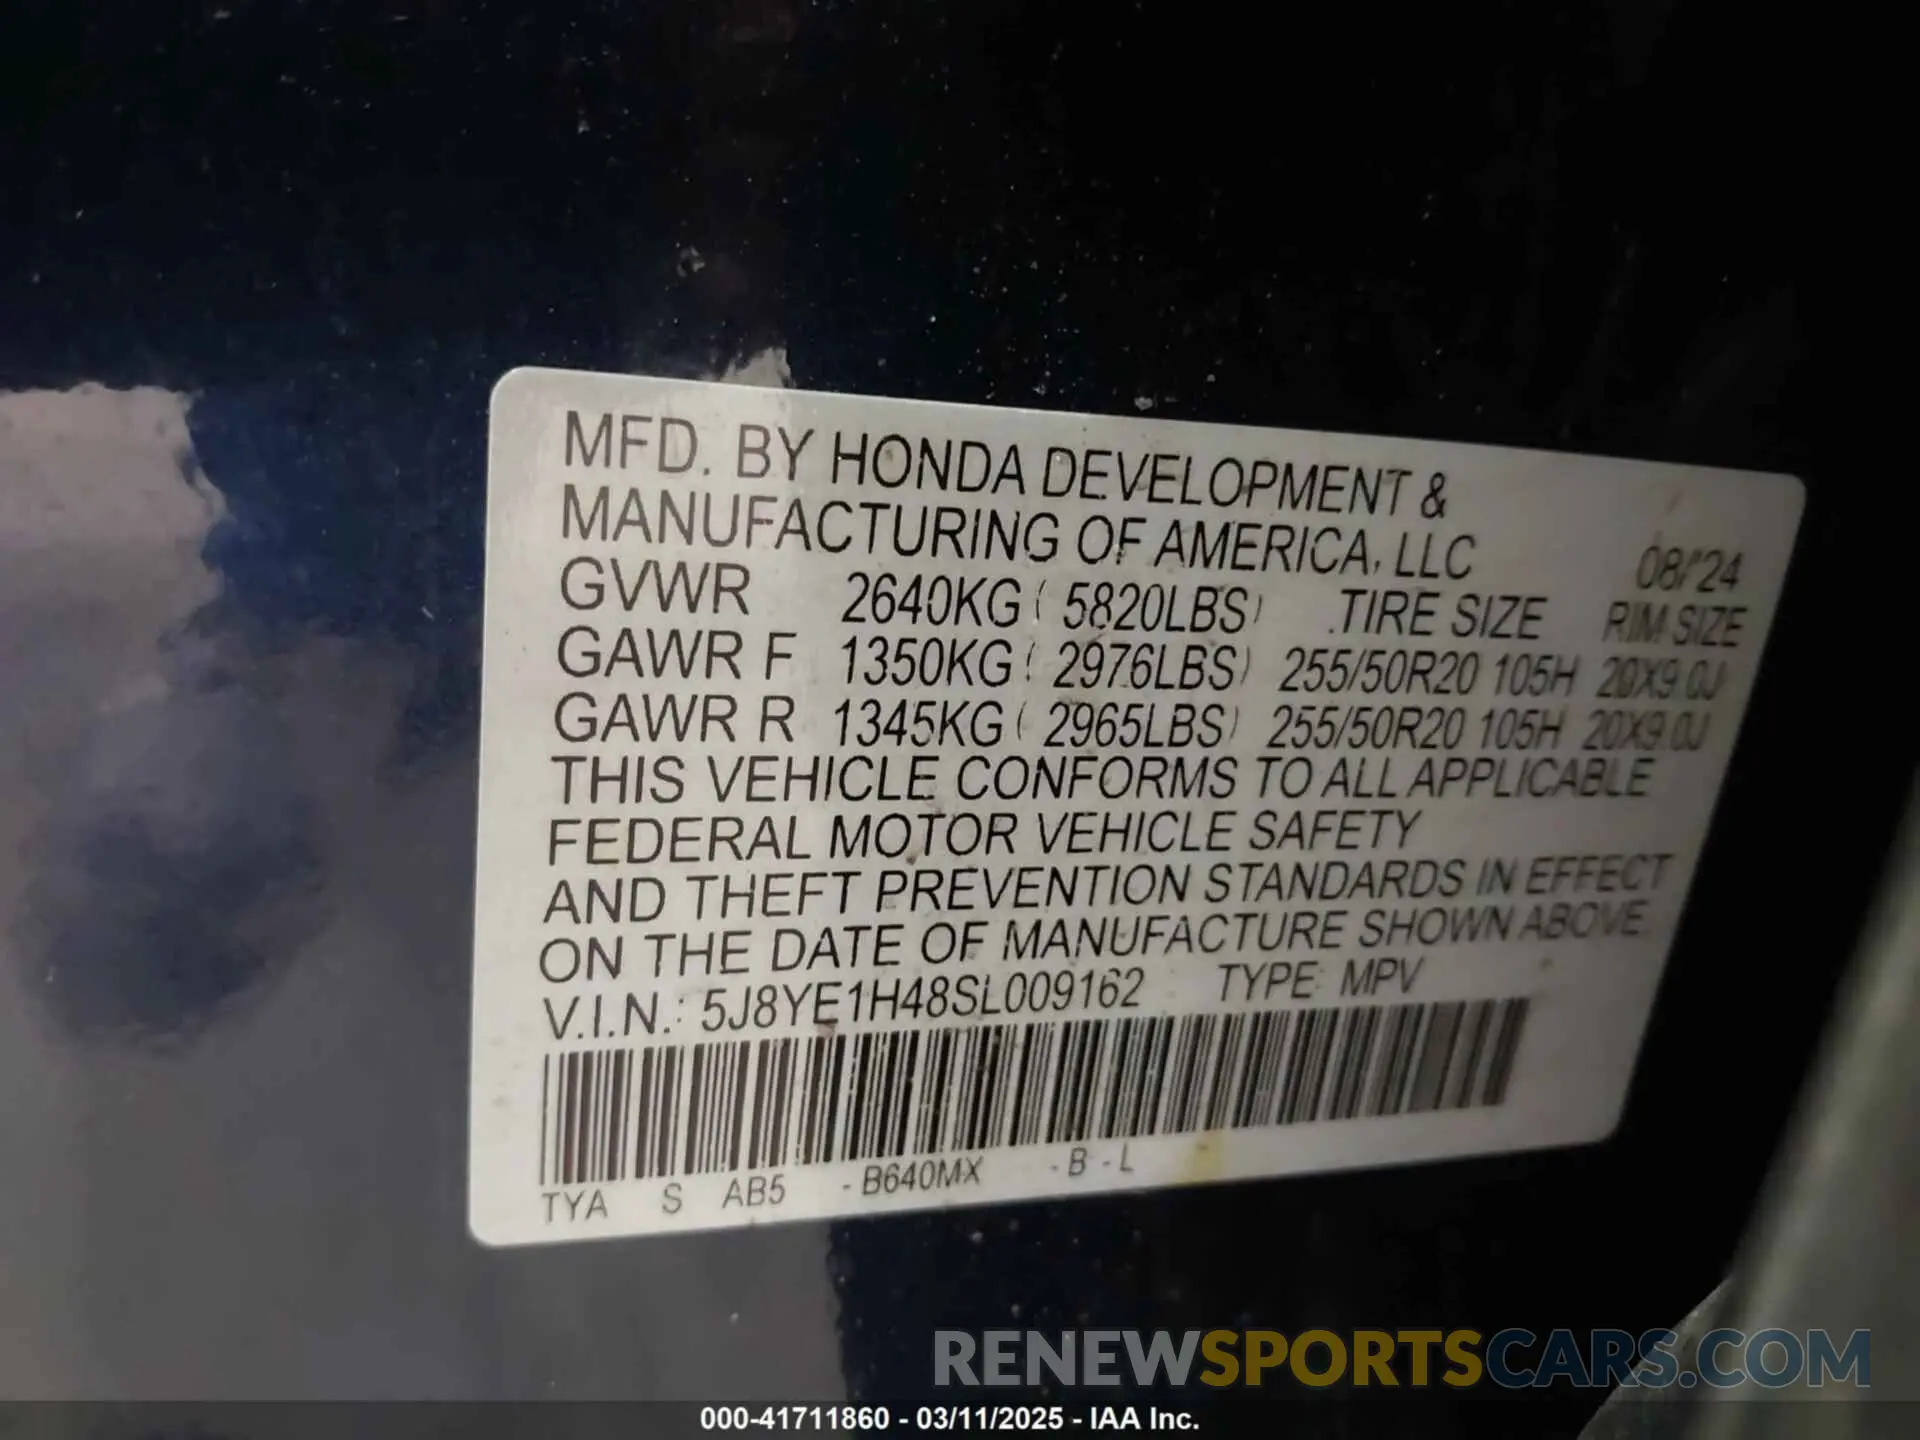 MFD. BY HONDA DEVELOPMENT &
MANUFACTURING OF AMERICA, LLC 08/'24
GVWR 2640KG ( 5820LBS) .TIRE SIZE RIM SIZE
GAWR F 1350KG ( 2976LBS) 255/50R20 105H 20X9.0J
GAWR R 1345KG ( 2965LBS) 255/50R20 105H 20X9.0J
THIS VEHICLE CONFORMS TO ALL APPLICABLE
FEDERAL MOTOR VEHICLE SAFETY
AND THEFT PREVENTION STANDARDS IN EFFECT
ON THE DATE OF MANUFACTURE SHOWN ABOVE.
V.I.N.: 5J8YE1H48SL009162 TYPE: MPV
TYA S AB5 - B640MX - B - L
RENEWSPORTSCARS.COM
000-41711860 - 03/11/2025 - IAA Inc.